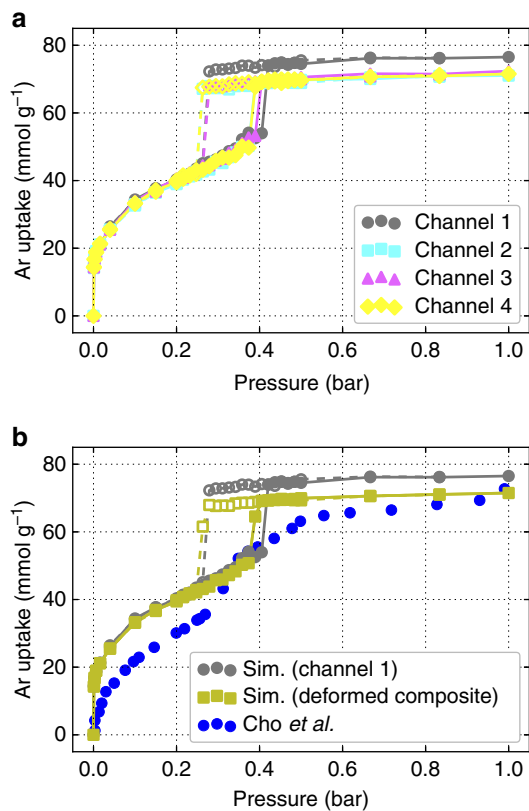 a
80
60
40
20
0
Ar uptake (mmol g⁻¹)
Channel 1
Channel 2
Channel 3
Channel 4
0.0 0.2 0.4 0.6 0.8 1.0
Pressure (bar)
b
80
60
40
20
0
Ar uptake (mmol g⁻¹)
Sim. (channel 1)
Sim. (deformed composite)
Cho et al.
0.0 0.2 0.4 0.6 0.8 1.0
Pressure (bar)